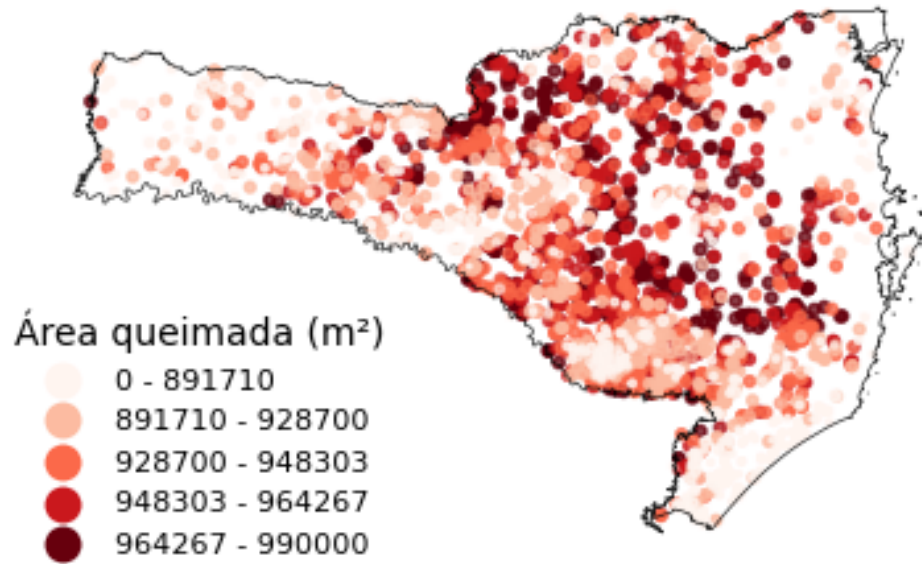 Área queimada (m²)
0 - 891710
891710 - 928700
928700 - 948303
948303 - 964267
964267 - 990000